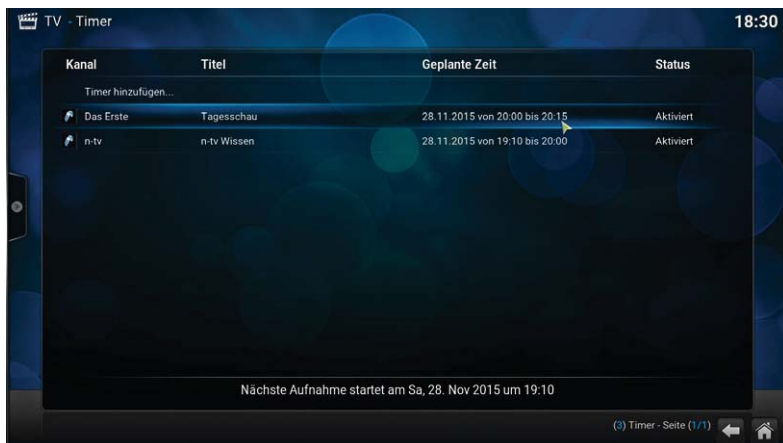 TV - Timer 18:30
Kanal Titel Geplante Zeit Status
Timer hinzufügen...
Das Erste Tagesschau 28.11.2015 von 20:00 bis 20:15 Aktiviert
n-tv n-tv Wissen 28.11.2015 von 19:10 bis 20:00 Aktiviert
Nächste Aufnahme startet am Sa, 28. Nov 2015 um 19:10
(3) Timer - Seite (1/1)